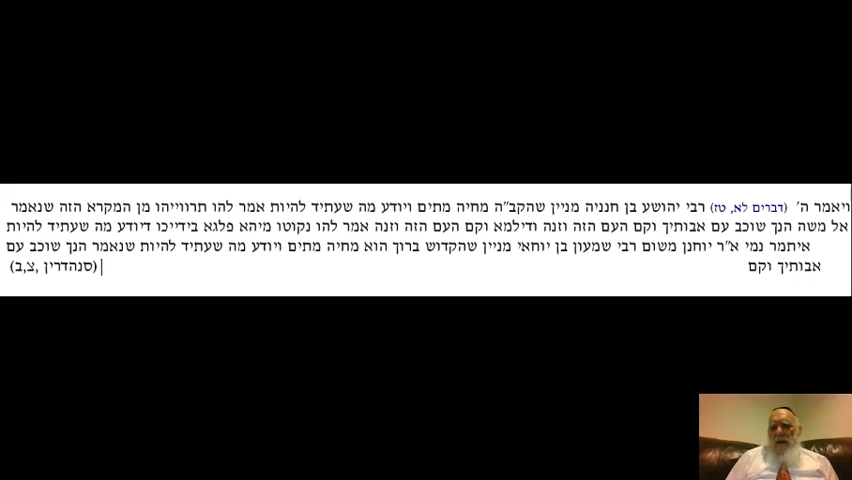 רבי יהושע בן חנניה מניין שהקב"ה מחיה מתים ויודע מה שעתיד להיות אמר להו תרווייהו מן המקרא הזה שנאמר (דברים לא, טז) ויאמר ה'
אל משה הנך שוכב עם אבותיך וקם העם הזה וזנה ודילמא וקם העם הזה וזנה אמר להו נקוטו מיהא פלגא בידייכו דיודע מה שעתיד להיות
איתמר נמי א"ר יוחנן משום רבי שמעון בן יוחאי מניין שהקדוש ברוך הוא מחיה מתים ויודע מה שעתיד להיות שנאמר הנך שוכב עם
אבותיך וקם (סנהדרין ,צ,ב)